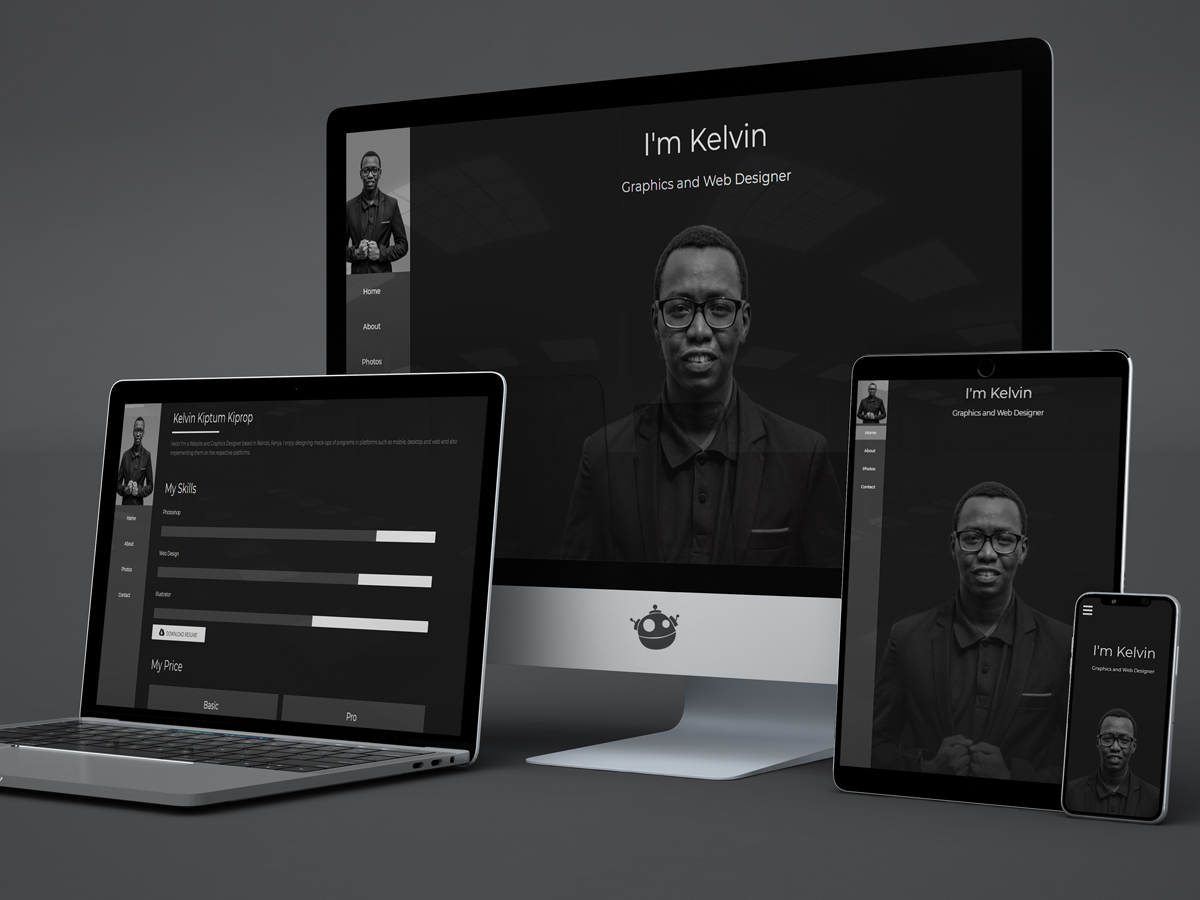 I'm Kelvin
Graphics and Web Designer
Home
About
Photos
Kelvin Kiptum Kiprop
Hello! I'm a Website and Graphics Designer based in Nairobi, Kenya. I enjoy designing mock-ups of programs in platforms such as mobile, desktop and web and also
implementing them on the respective platforms.
My Skills
Photoshop
Web Design
Illustrator
DOWNLOAD RESUME
My Price
Basic
Pro
Home
About
Photos
Contact
I'm Kelvin
Graphics and Web Designer
Home
About
Photos
Contact
I'm Kelvin
Graphics and Web Designer